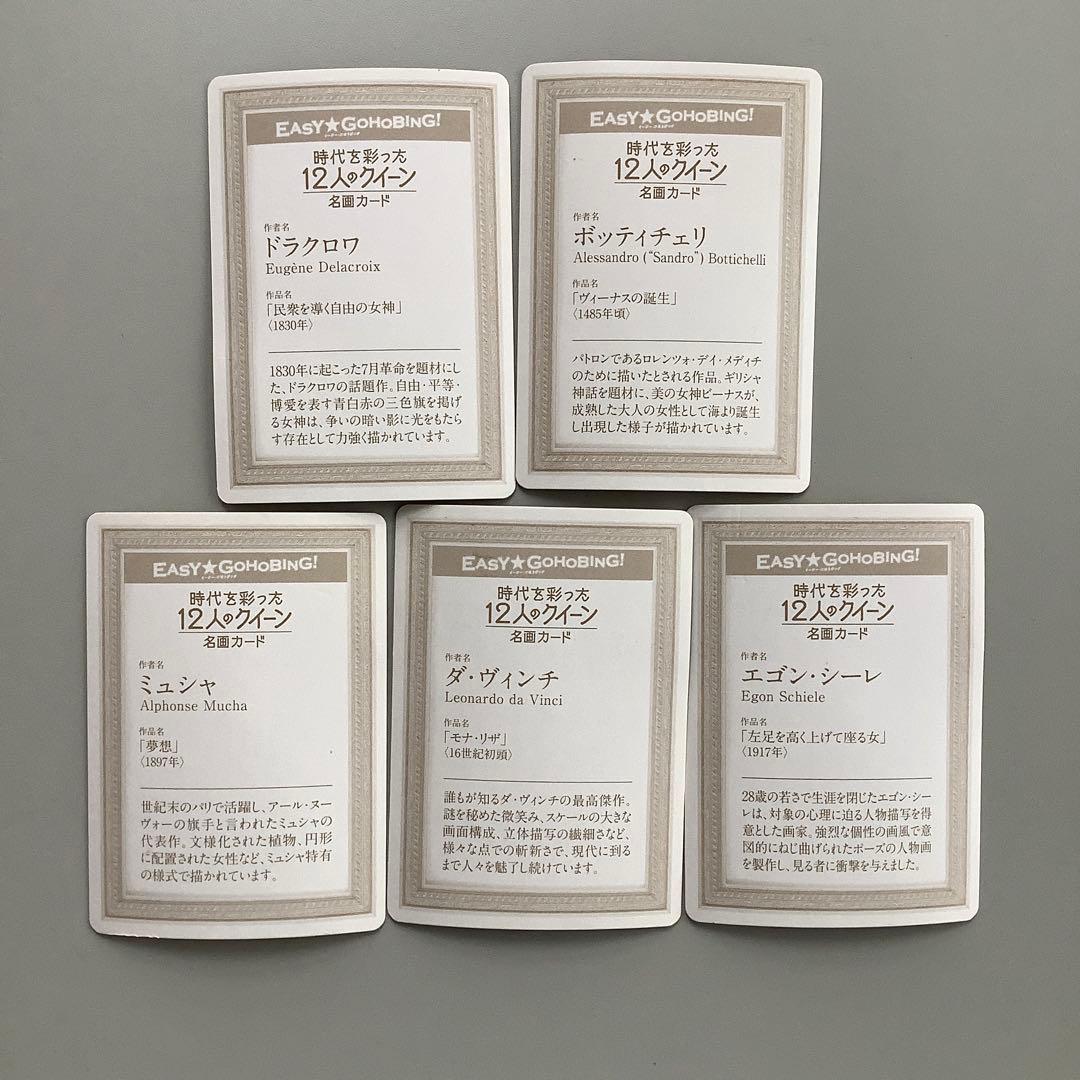 EASY★GOHOBING!
時代を彩った
12人のクイーン
名画カード
作者名
ドラクロワ
Eugène Delacroix
作品名
「民衆を導く自由の女神」
〈1830年〉
1830年に起こった7月革命を題材にし
た、ドラクロワの話題作。自由・平等・
博愛を表す青白赤の三色旗を掲げ
る女神は、争いの暗い影に光をもたら
す存在として力強く描かれています。
EASY★GOHOBING!
時代を彩った
12人のクイーン
名画カード
作者名
ボッティチェリ
Alessandro (“Sandro”) Bottichelli
作品名
「ヴィーナスの誕生」
〈1485年頃〉
パトロンであるロレンツォ・デイ・メディチ
のために描いたとされる作品。ギリシャ
神話を題材に、美の女神ビーナスが、
成熟した大人の女性として海より誕生
し出現した様子が描かれています。
EASY★GOHOBING!
時代を彩った
12人のクイーン
名画カード
作者名
ミュシャ
Alphonse Mucha
作品名
「夢想」
〈1897年〉
世紀末のパリで活躍し、アール・ヌー
ヴォーの旗手と言われたミュシャの
代表作。文様化された植物、円形
に配置された女性など、ミュシャ特有
の様式で描かれています。
EASY★GOHOBING!
時代を彩った
12人のクイーン
名画カード
作者名
ダ・ヴィンチ
Leonardo da Vinci
作品名
「モナ・リザ」
〈16世紀初頭〉
誰もが知るダ・ヴィンチの最高傑作。
謎を秘めた微笑み、スケールの大きな
画面構成、立体描写の繊細さなど、
様々な点での斬新さで、現代に到る
まで人々を魅了し続けています。
EASY★GOHOBING!
時代を彩った
12人のクイーン
名画カード
作者名
エゴン・シーレ
Egon Schiele
作品名
「左足を高く上げて座る女」
〈1917年〉
28歳の若さで生涯を閉じたエゴン・シー
レは、対象の心理に迫る人物描写を得
意とした画家。強烈な個性の画風で意
図的にねじ曲げられたポーズの人物画
を製作し、見る者に衝撃を与えました。